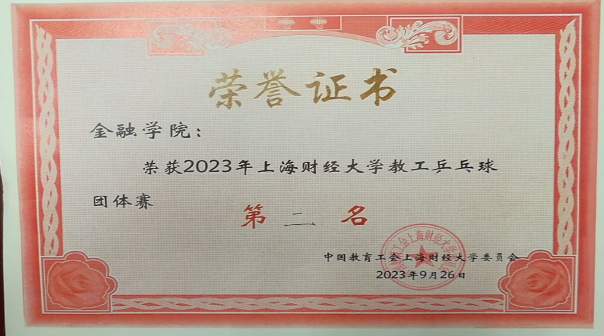 荣誉证书
金融学院：
荣获2023年上海财经大学教工乒乓球
团体赛
第二名
中国教育工会上海财经大学委员会
2023年9月26日